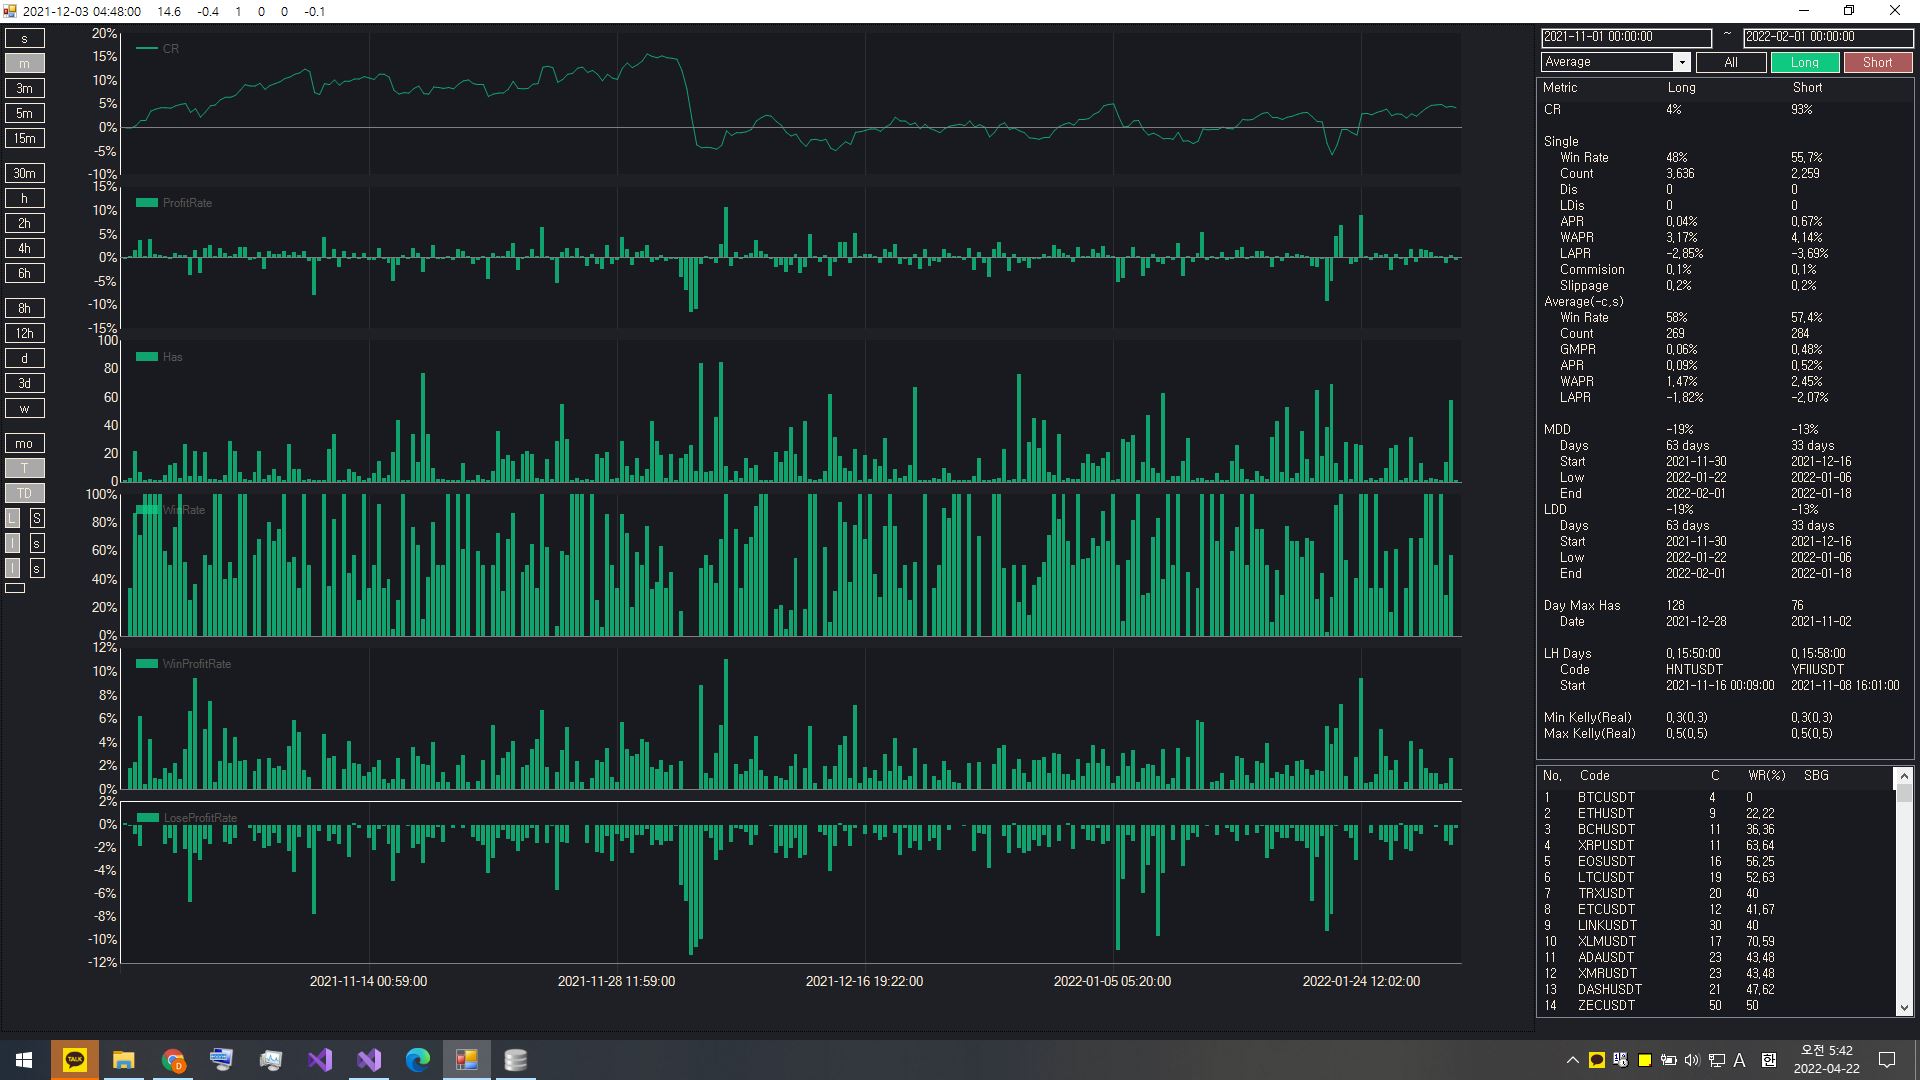 2021-12-03 04:48:00 14.6 -0.4 1 0 0 -0.1
s
m
3m
5m
15m
30m
h
2h
4h
6h
8h
12h
d
3d
w
mo
T
TD
L S
l s
l s
CR
20%
15%
10%
5%
0%
-5%
-10%
ProfitRate
15%
10%
5%
0%
-5%
-10%
-15%
Has
100
80
60
40
20
0
WinRate
100%
80%
60%
40%
20%
0%
WinProfitRate
12%
10%
8%
6%
4%
2%
0%
LoseProfitRate
2%
0%
-2%
-4%
-6%
-8%
-10%
-12%
2021-11-14 00:59:00 2021-11-28 11:59:00 2021-12-16 19:22:00 2022-01-05 05:20:00 2022-01-24 12:02:00
2021-11-01 00:00:00 ~ 2022-02-01 00:00:00
Average All Long Short
Metric Long Short
CR 4% 93%
Single
Win Rate 48% 55.7%
Count 3,636 2,259
Dis 0 0
LDis 0 0
APR 0.04% 0.67%
WAPR 3.17% 4.14%
LAPR -2.85% -3.69%
Commision 0.1% 0.1%
Slippage 0.2% 0.2%
Average(-c,s)
Win Rate 58% 57.4%
Count 269 284
GMPR 0.06% 0.48%
APR 0.09% 0.52%
WAPR 1.47% 2.45%
LAPR -1.82% -2.07%
MDD -19% -13%
Days 63 days 33 days
Start 2021-11-30 2021-12-16
Low 2022-01-22 2022-01-06
End 2022-02-01 2022-01-18
LDD -19% -13%
Days 63 days 33 days
Start 2021-11-30 2021-12-16
Low 2022-01-22 2022-01-06
End 2022-02-01 2022-01-18
Day Max Has 128 76
Date 2021-12-28 2021-11-02
LH Days 0.15:50:00 0.15:58:00
Code HNTUSDT YFIIUSDT
Start 2021-11-16 00:09:00 2021-11-08 16:01:00
Min Kelly(Real) 0.3(0.3) 0.3(0.3)
Max Kelly(Real) 0.5(0.5) 0.5(0.5)
No. Code C WR(%) SBG
1 BTCUSDT 4 0
2 ETHUSDT 9 22.22
3 BCHUSDT 11 36.36
4 XRPUSDT 11 63.64
5 EOSUSDT 16 56.25
6 LTCUSDT 19 52.63
7 TRXUSDT 20 40
8 ETCUSDT 12 41.67
9 LINKUSDT 30 40
10 XLMUSDT 17 70.59
11 ADAUSDT 23 43.48
12 XMRUSDT 23 43.48
13 DASHUSDT 21 47.62
14 ZECUSDT 50 50
TALK
D
A
오전 5:42
2022-04-22